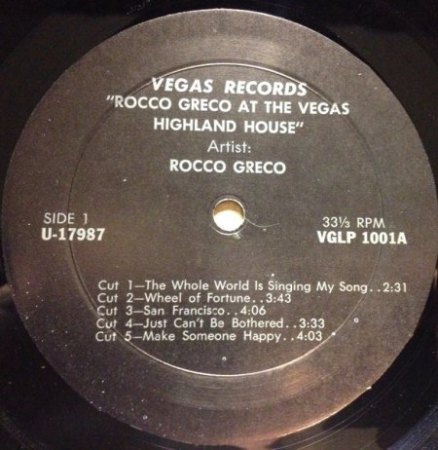 VEGAS RECORDS
"ROCCO GRECO AT THE VEGAS
HIGHLAND HOUSE"
Artist:
ROCCO GRECO
SIDE 1
U-17987
33⅓ RPM
VGLP 1001A
Cut 1—The Whole World Is Singing My Song..2:31
Cut 2—Wheel of Fortune..3:43
Cut 3—San Francisco..4:06
Cut 4—Just Can't Be Bothered..3:33
Cut 5—Make Someone Happy..4:03